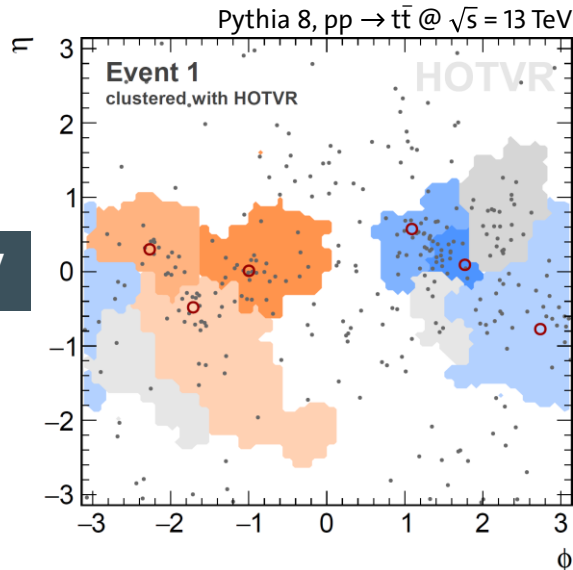 Pythia 8, pp → tt̄ @ √s = 13 TeV
η
3
Event 1
HOTVR
clustered with HOTVR
2
1
0
−1
−2
−3
−3 −2 −1 0 1 2 3
ϕ